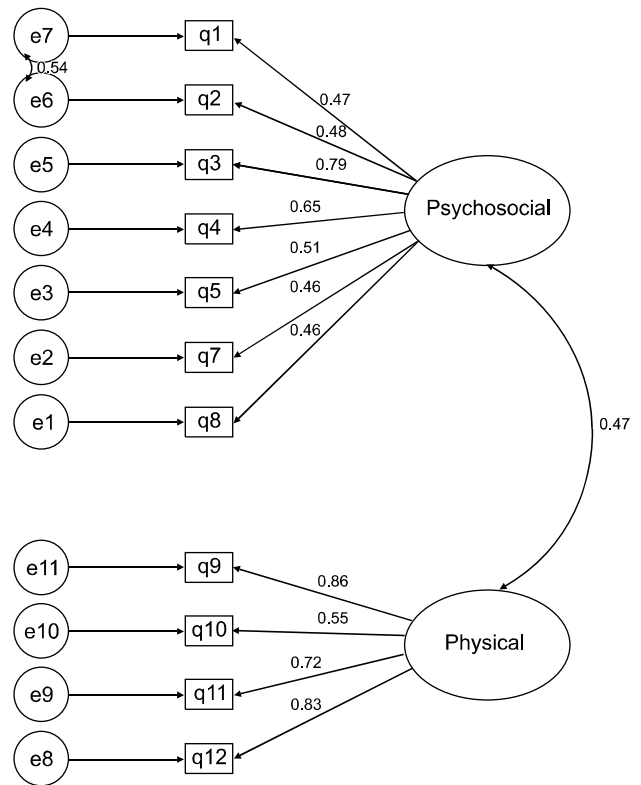 e7
q1
0.54
0.47
e6
q2
0.48
e5
q3
0.79
Psychosocial
e4
q4
0.65
e3
q5
0.51
e2
q7
0.46
e1
q8
0.46
0.47
e11
q9
0.86
e10
q10
0.55
Physical
e9
q11
0.72
e8
q12
0.83